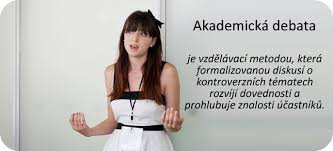 Akademická debata
je vzdělávací metodou, která
formalizovanou diskusí o
kontroverzních tématech
rozvíjí dovednosti a
prohlubuje znalosti účastníků.